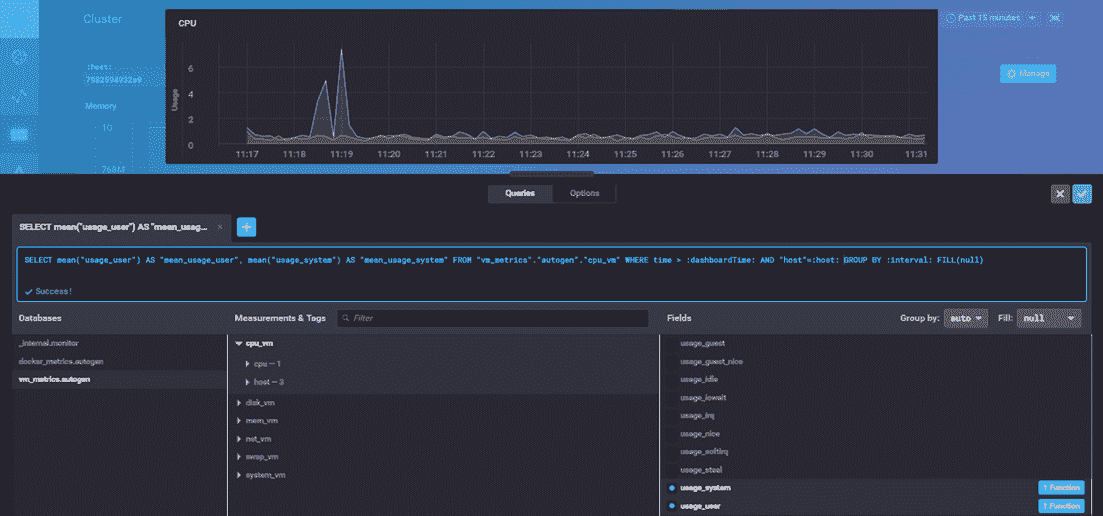 Cluster
CPU
Past 15 minutes
:host:
Manage
Memory
1G
768M
Usage
6
4
2
0
11:17 11:18 11:19 11:20 11:21 11:22 11:23 11:24 11:25 11:26 11:27 11:28 11:29 11:30 11:31
Queries Options
SELECT mean("usage_user") AS "mean_usag... ×
SELECT mean("usage_user") AS "mean_usage_user", mean("usage_system") AS "mean_usage_system" FROM "vm_metrics"."autogen"."cpu_vm" WHERE time > :dashboardTime: AND "host"=:host: GROUP BY :interval: FILL(null)
Success!
Databases Measurements & Tags Filter Fields Group by: auto Fill: null
_internal.monitor
docker_metrics.autogen
vm_metrics.autogen
cpu_vm
cpu — 1
host — 3
disk_vm
mem_vm
net_vm
swap_vm
system_vm
usage_guest
usage_guest_nice
usage_idle
usage_iowait
usage_irq
usage_nice
usage_softirq
usage_steal
usage_system Function
usage_user Function